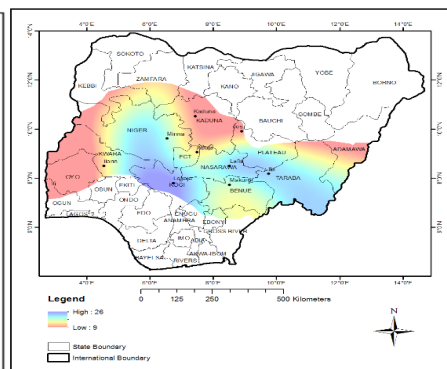 4°0'E 6°0'E 8°0'E 10°0'E 12°0'E 14°0'E
SOKOTO
KATSINA
ZAMFARA
JIGAWA
YOBE
KEBBI
KANO
BORNO
Kaduna
KADUNA
BAUCHI
GOMBE
NIGER
Minna
Jos
ADAMAWA
KWARA
FCT
PLATEAU
Ilorin
NASARAWA
Lafia
OYO
TARABA
EKITI
Lokoja
KOGI
Makurdi
BENUE
OSUN
ONDO
OGUN
EDO
ENUGU
LAGOS
ANAMBRA
EBONYI
CROSS RIVER
DELTA
IMO
ABIA
BAYELSA
AKWA-IBOM
RIVERS
4°0'E 6°0'E 8°0'E 10°0'E 12°0'E 14°0'E
Legend
High : 26
Low : 9
0 125 250 500 Kilometers
State Boundary
International Boundary
N